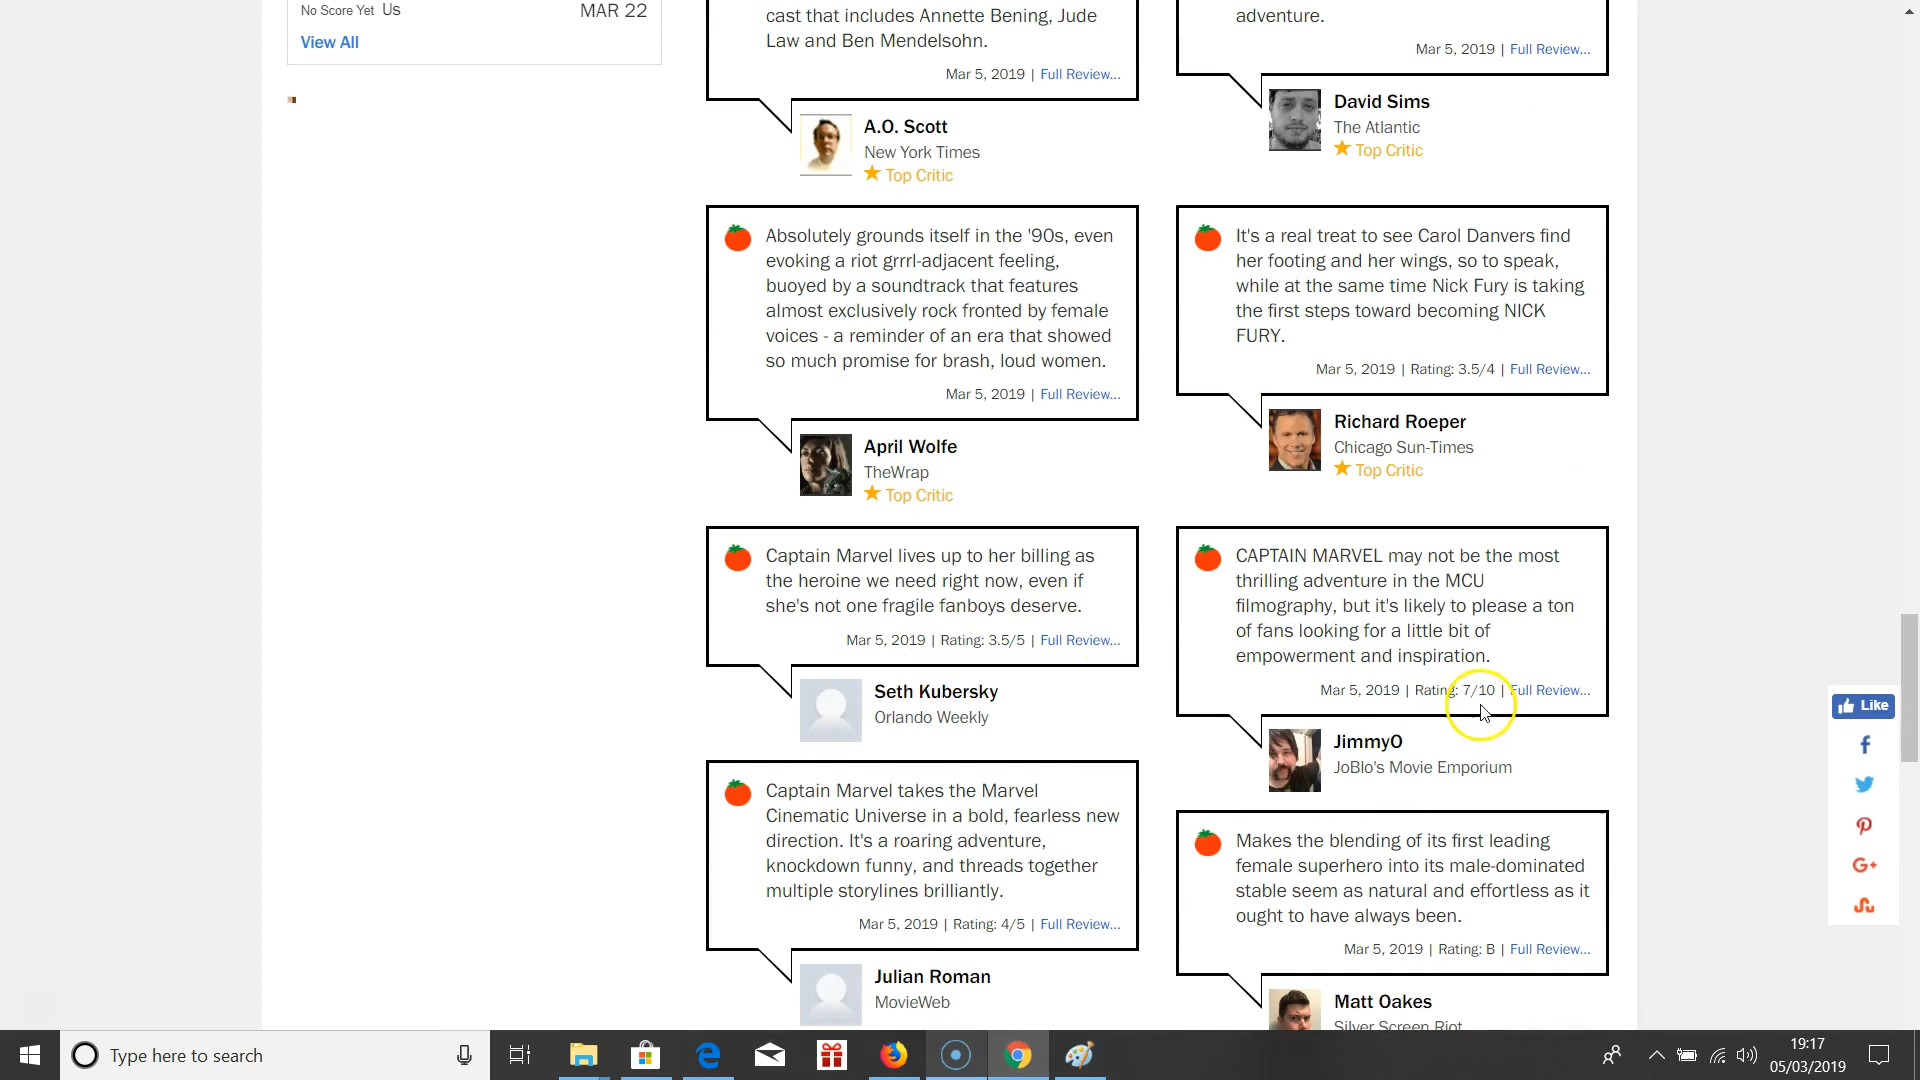 No Score Yet Us MAR 22
View All
cast that includes Annette Bening, Jude
Law and Ben Mendelsohn.
Mar 5, 2019 | Full Review...
A.O. Scott
New York Times
Top Critic
adventure.
Mar 5, 2019 | Full Review...
David Sims
The Atlantic
Top Critic
Absolutely grounds itself in the '90s, even
evoking a riot grrrl-adjacent feeling,
buoyed by a soundtrack that features
almost exclusively rock fronted by female
voices - a reminder of an era that showed
so much promise for brash, loud women.
Mar 5, 2019 | Full Review...
April Wolfe
TheWrap
Top Critic
It's a real treat to see Carol Danvers find
her footing and her wings, so to speak,
while at the same time Nick Fury is taking
the first steps toward becoming NICK
FURY.
Mar 5, 2019 | Rating: 3.5/4 | Full Review...
Richard Roeper
Chicago Sun-Times
Top Critic
Captain Marvel lives up to her billing as
the heroine we need right now, even if
she's not one fragile fanboys deserve.
Mar 5, 2019 | Rating: 3.5/5 | Full Review...
Seth Kubersky
Orlando Weekly
CAPTAIN MARVEL may not be the most
thrilling adventure in the MCU
filmography, but it's likely to please a ton
of fans looking for a little bit of
empowerment and inspiration.
Mar 5, 2019 | Rating: 7/10 | Full Review...
JimmyO
JoBlo's Movie Emporium
Captain Marvel takes the Marvel
Cinematic Universe in a bold, fearless new
direction. It's a roaring adventure,
knockdown funny, and threads together
multiple storylines brilliantly.
Mar 5, 2019 | Rating: 4/5 | Full Review...
Julian Roman
MovieWeb
Makes the blending of its first leading
female superhero into its male-dominated
stable seem as natural and effortless as it
ought to have always been.
Mar 5, 2019 | Rating: B | Full Review...
Matt Oakes
Silver Screen Riot
Like
G+
Type here to search
19:17
05/03/2019